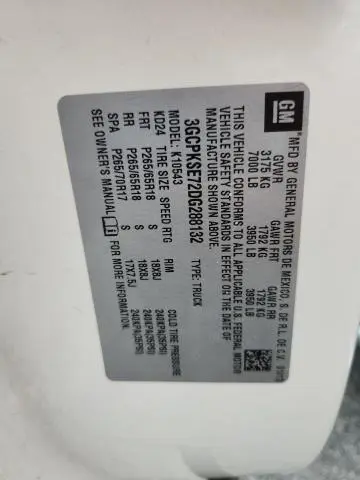 GM
MFD BY GENERAL MOTORS DE MEXICO, S. DE R.L. DE C.V.
GVWR GAWR FRT GAWR RR
3175 KG 1792 KG 1792 KG
7000 LB 3950 LB 3950 LB
THIS VEHICLE CONFORMS TO ALL APPLICABLE U.S. FEDERAL MOTOR
VEHICLE SAFETY STANDARDS IN EFFECT ON THE DATE OF
MANUFACTURE SHOWN ABOVE.
3GCPKSE72DG288132 TYPE: TRUCK
MODEL: K10543
KD24 TIRE SIZE SPEED RTG RIM COLD TIRE PRESSURE
FRT P265/65R18 S 18X8J 240KPA(35PSI)
RR P265/65R18 S 18X8J 240KPA(35PSI)
SPA P265/70R17 S 17X7.5J 240KPA(35PSI)
SEE OWNER'S MANUAL